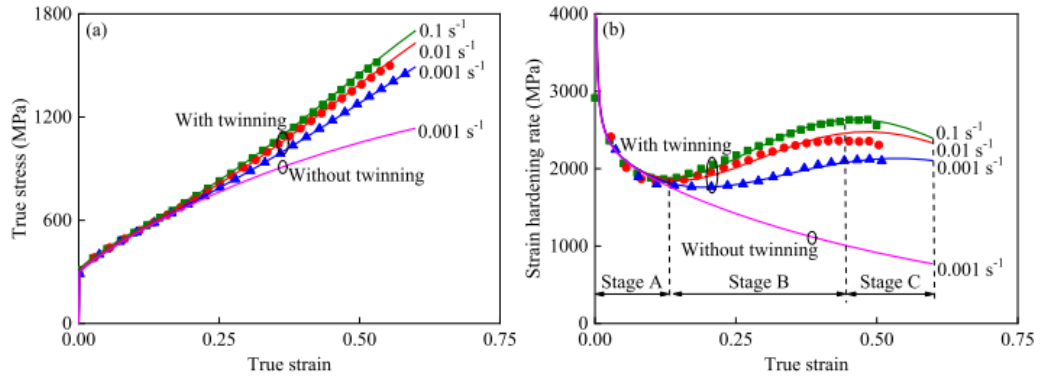 (a)
1800
1200
600
0
True stress (MPa)
0.00
0.25
0.50
0.75
True strain
0.1 s⁻¹
0.01 s⁻¹
0.001 s⁻¹
With twinning
0.001 s⁻¹
Without twinning
(b)
4000
3000
2000
1000
0
Strain hardening rate (MPa)
0.00
0.25
0.50
0.75
True strain
With twinning
0.1 s⁻¹
0.01 s⁻¹
0.001 s⁻¹
Without twinning
0.001 s⁻¹
Stage A
Stage B
Stage C